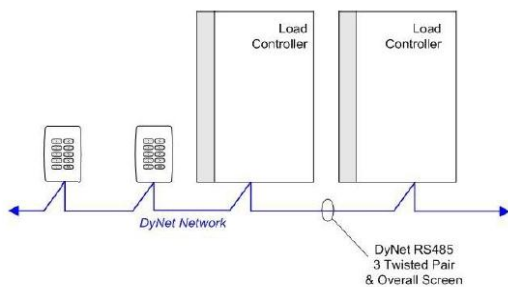 Load
Controller
Load
Controller
DyNet Network
DyNet RS485
3 Twisted Pair
& Overall Screen